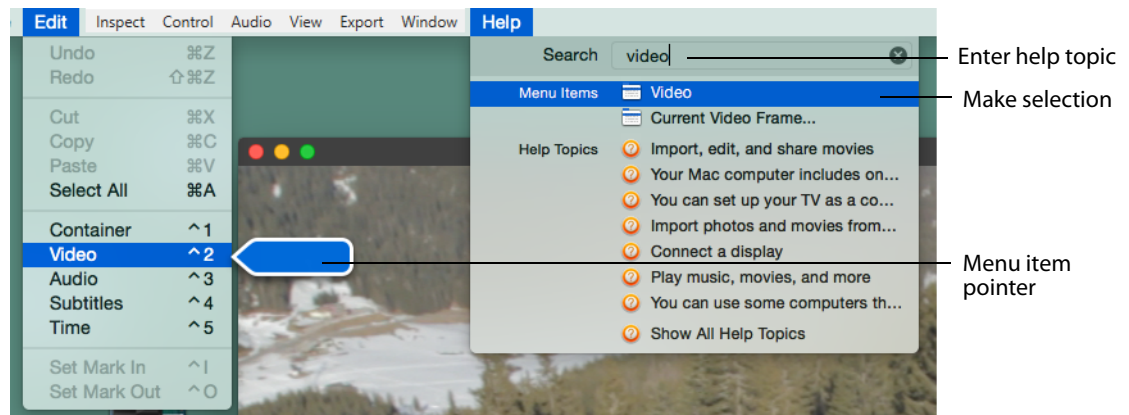 Edit Inspect Control Audio View Export Window Help
Undo ⌘Z
Redo ⇧⌘Z
Cut ⌘X
Copy ⌘C
Paste ⌘V
Select All ⌘A
Container ^1
Video ^2
Audio ^3
Subtitles ^4
Time ^5
Set Mark In ^I
Set Mark Out ^O
Search video
Menu Items Video
Current Video Frame...
Help Topics Import, edit, and share movies
Your Mac computer includes on...
You can set up your TV as a co...
Import photos and movies from...
Connect a display
Play music, movies, and more
You can use some computers th...
Show All Help Topics
Enter help topic
Make selection
Menu item
pointer